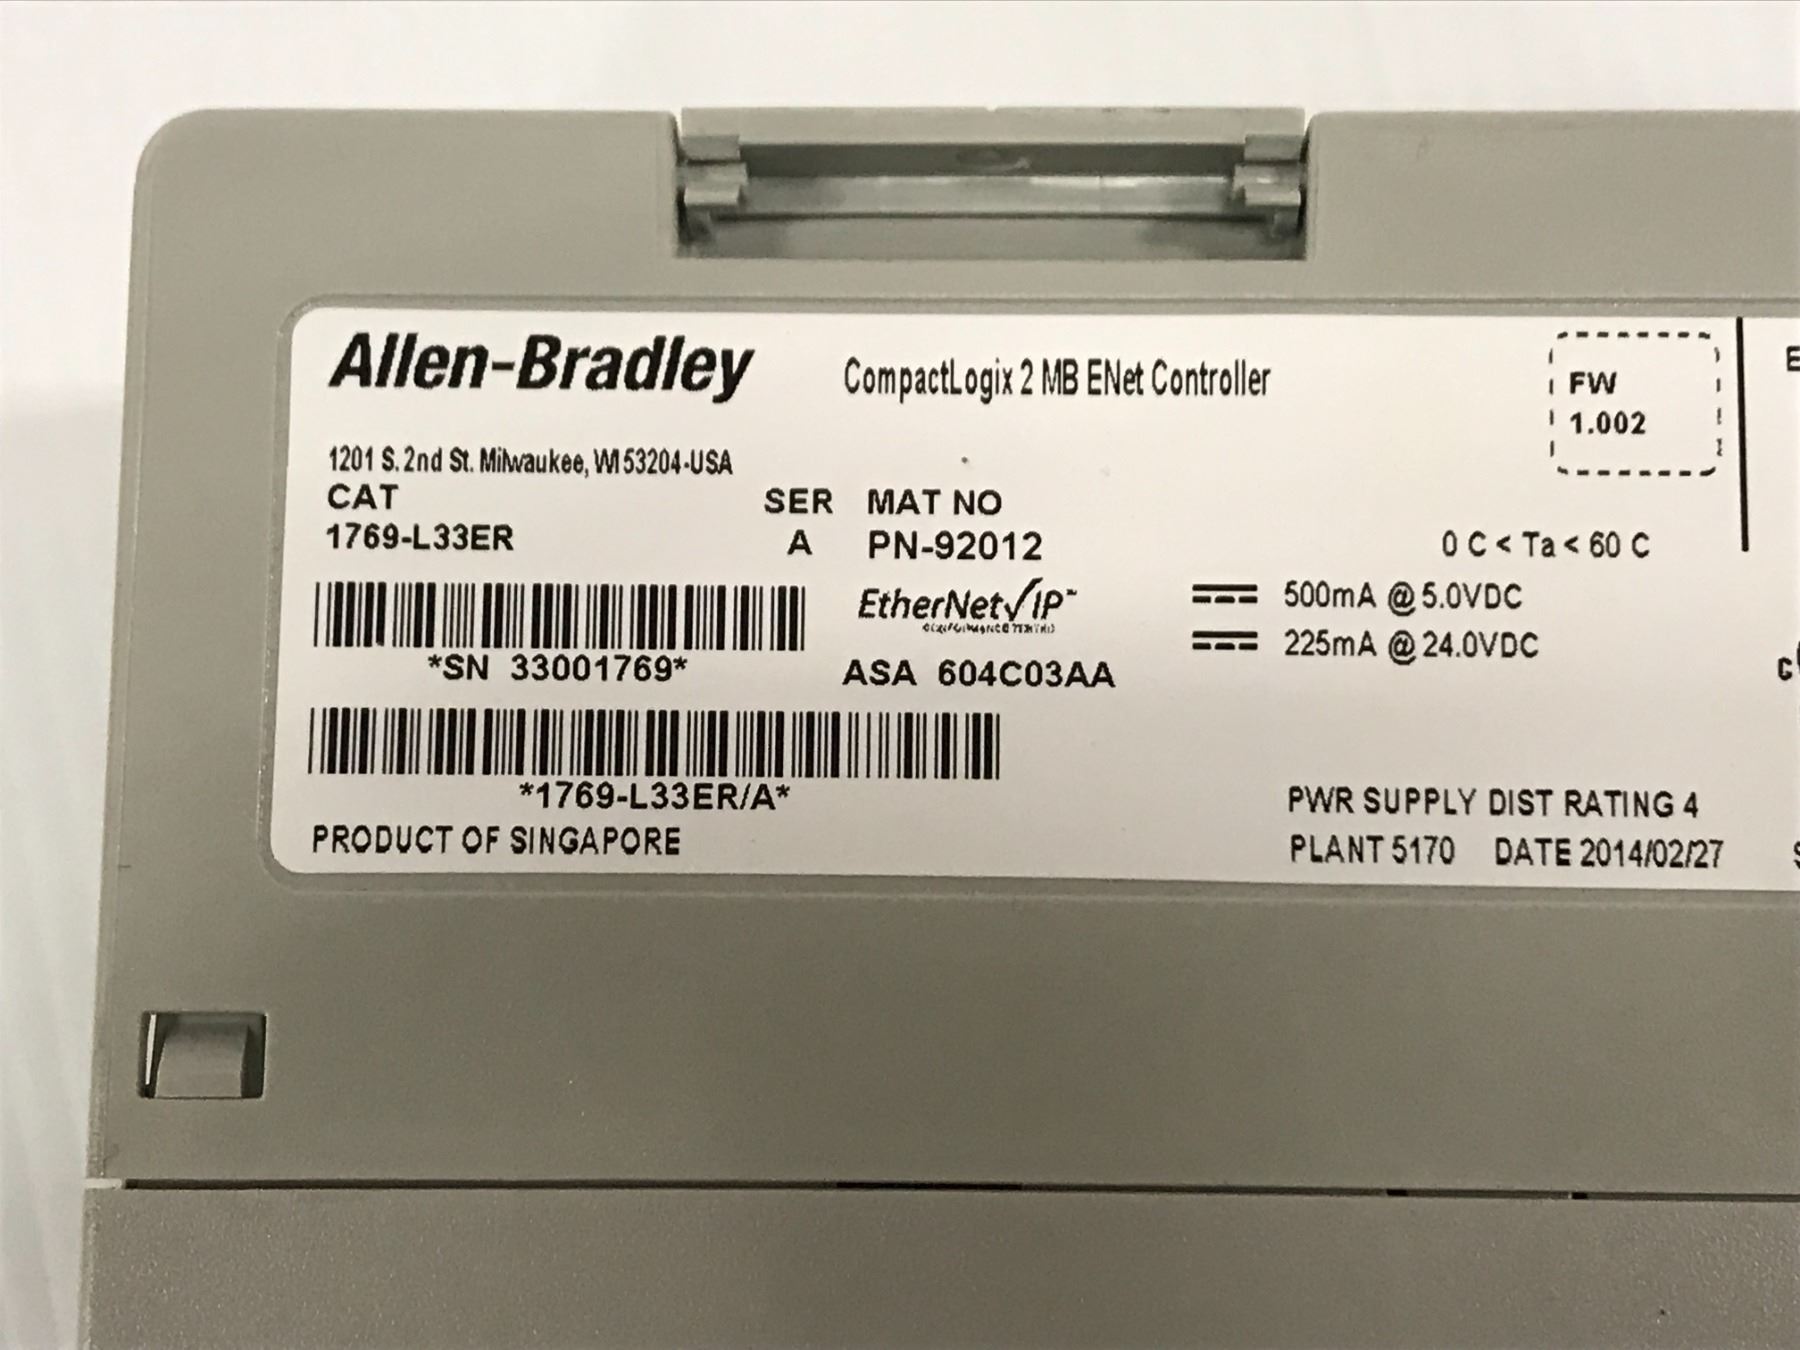 Allen-Bradley
CompactLogix 2 MB ENet Controller
FW
1.002
1201 S. 2nd St. Milwaukee, WI 53204-USA
CAT SER MAT NO
1769-L33ER A PN-92012
0 C < Ta < 60 C
EtherNet/IP™
500mA @ 5.0VDC
225mA @ 24.0VDC
*SN 33001769*
ASA 604C03AA
*1769-L33ER/A*
PWR SUPPLY DIST RATING 4
PRODUCT OF SINGAPORE
PLANT 5170 DATE 2014/02/27